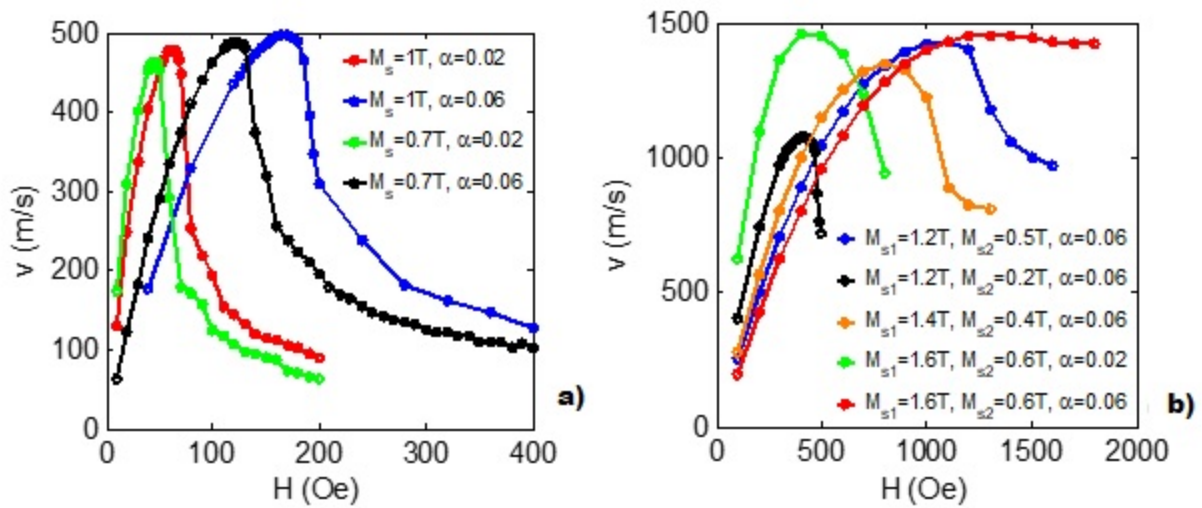 500
400
300
200
100
0
v (m/s)
0 100 200 300 400
H (Oe)
Ms=1T, α=0.02
Ms=1T, α=0.06
Ms=0.7T, α=0.02
Ms=0.7T, α=0.06
a)
1500
1000
500
0
v (m/s)
0 500 1000 1500 2000
H (Oe)
Ms1=1.2T, Ms2=0.5T, α=0.06
Ms1=1.2T, Ms2=0.2T, α=0.06
Ms1=1.4T, Ms2=0.4T, α=0.06
Ms1=1.6T, Ms2=0.6T, α=0.02
Ms1=1.6T, Ms2=0.6T, α=0.06
b)